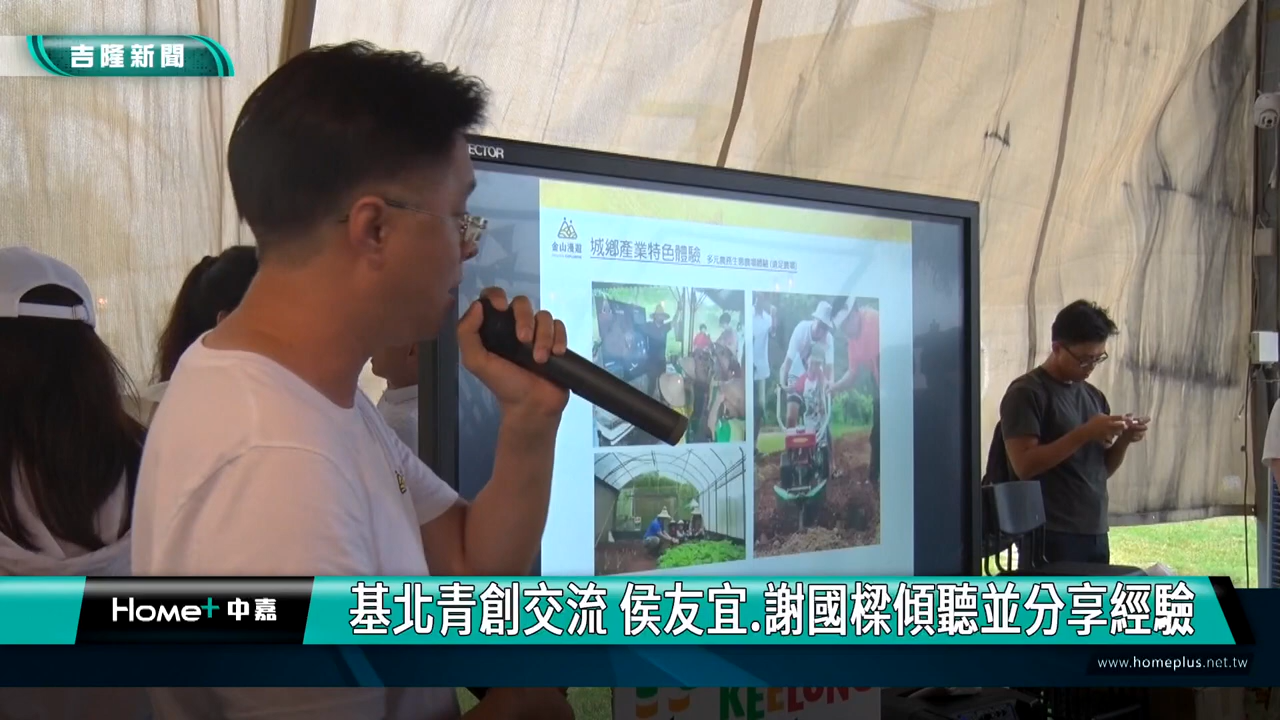 吉隆新聞
ECTOR
金山漫遊
城鄉產業特色體驗
Home+ 中嘉
基北青創交流 侯友宜.謝國樑傾聽並分享經驗
www.homeplus.net.tw
KEELUNG